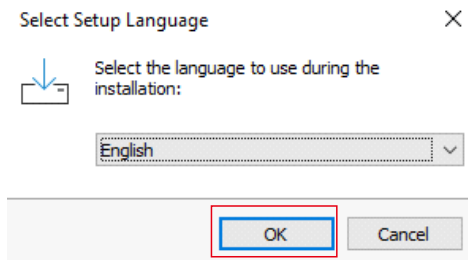 Select Setup Language
Select the language to use during the
installation:
English
OK
Cancel